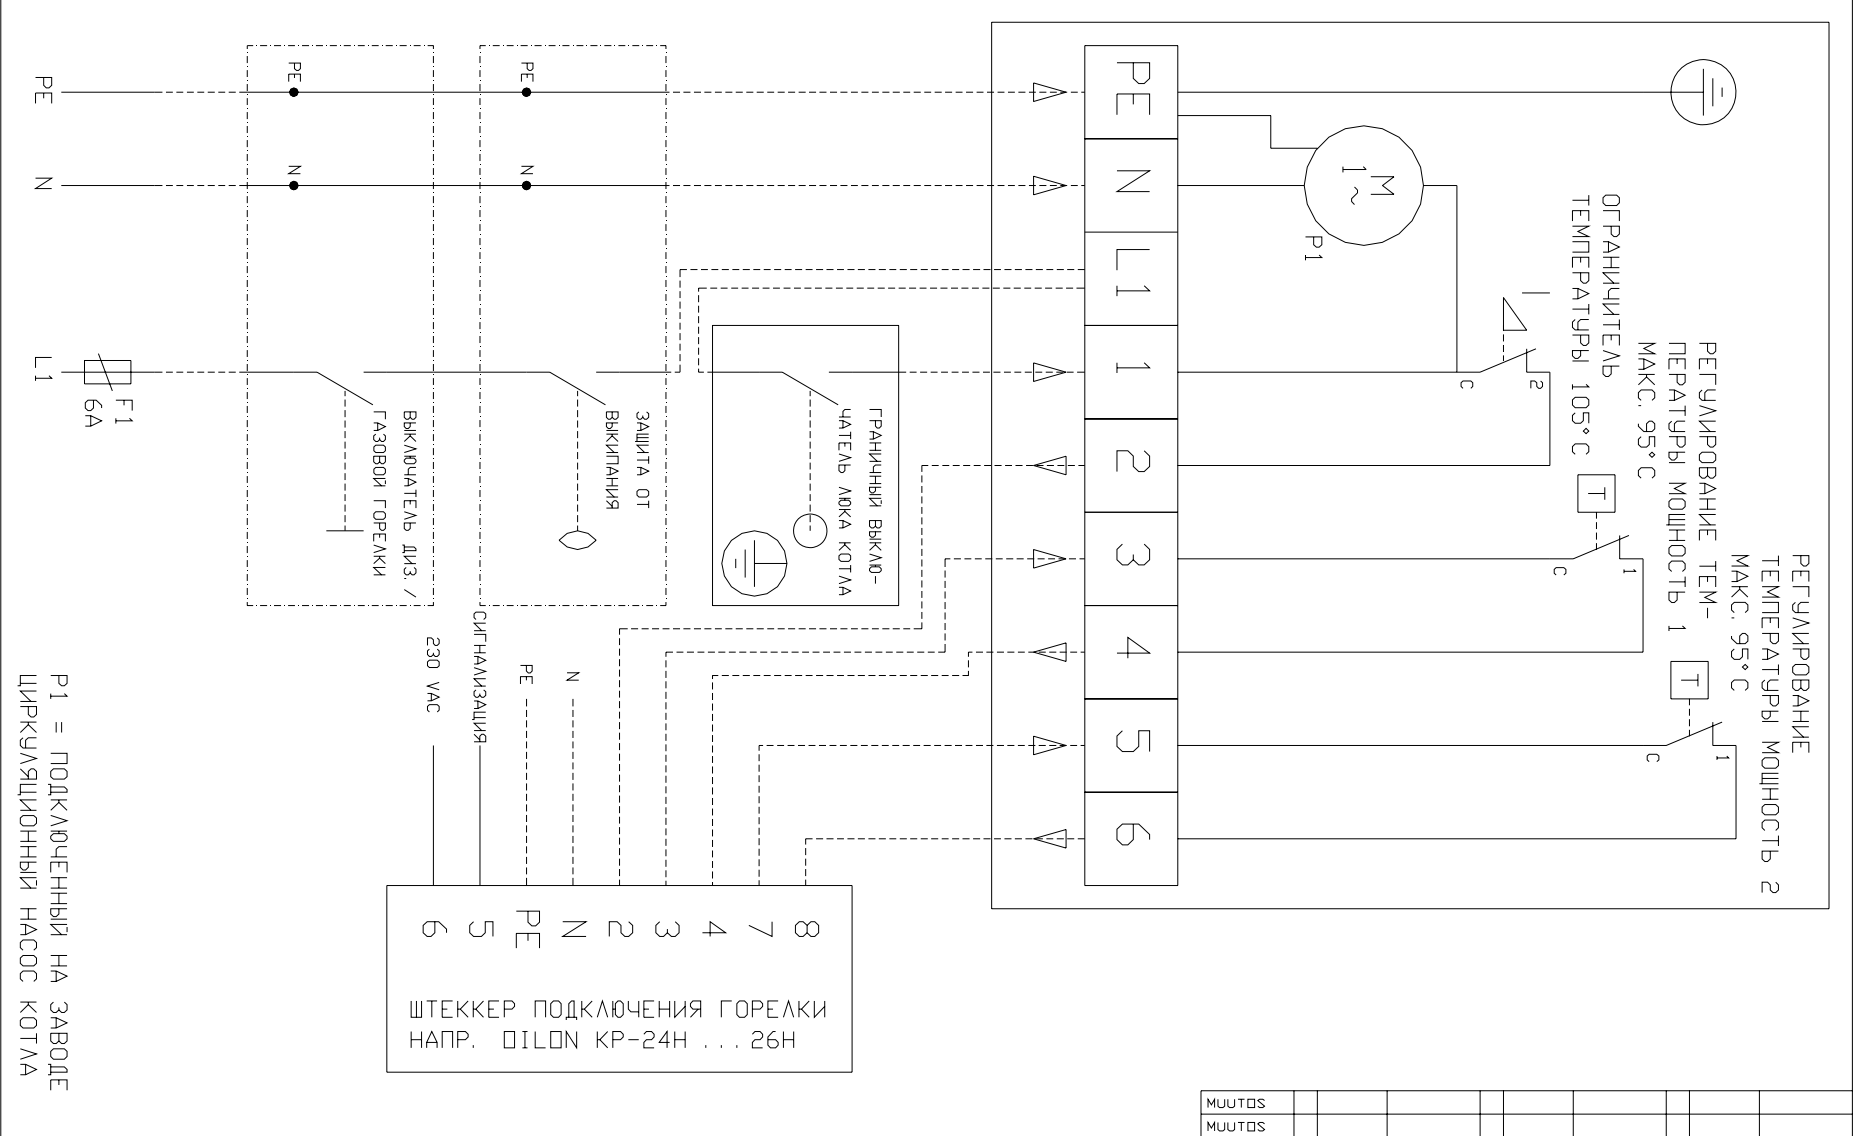 РЕГУЛИРОВАНИЕ
ТЕМПЕРАТУРЫ МОЩНОСТЬ 2
МАКС. 95°C
РЕГУЛИРОВАНИЕ ТЕМ-
ПЕРАТУРЫ МОЩНОСТЬ 1
МАКС. 95°C
ОГРАНИЧИТЕЛЬ
ТЕМПЕРАТУРЫ 105°C
M
1~
P1
2
C
T
1
C
T
1
C
PE
N
L1
1
2
3
4
5
6
ГРАНИЧНЫЙ ВЫКЛЮ-
ЧАТЕЛЬ ЛЮКА КОТЛА
ЗАЩИТА ОТ
ВЫКИПАНИЯ
ВЫКЛЮЧАТЕЛЬ ДИЗ. /
ГАЗОВОЙ ГОРЕЛКИ
PE
N
PE
N
PE
N
L1
F1
6A
N
PE
СИГНАЛИЗАЦИЯ
230 VAC
8
7
4
3
2
N
PE
5
6
ШТЕККЕР ПОДКЛЮЧЕНИЯ ГОРЕЛКИ
НАПР. OILON KP-24H ... 26H
P1 = ПОДКЛЮЧЕННЫЙ НА ЗАВОДЕ
ЦИРКУЛЯЦИОННЫЙ НАСОС КОТЛА
MUUTOS
MUUTOS